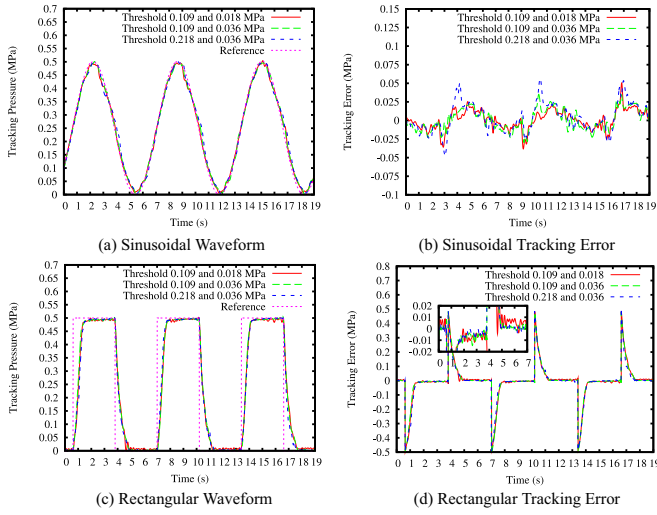 Threshold 0.109 and 0.018 MPa
Threshold 0.109 and 0.036 MPa
Threshold 0.218 and 0.036 MPa
Reference
Tracking Pressure (MPa)
0.7
0.6
0.5
0.45
0.4
0.35
0.3
0.25
0.2
0.15
0.1
0.05
0
0 1 2 3 4 5 6 7 8 9 10 11 12 13 14 15 16 17 18 19
Time (s)
(a) Sinusoidal Waveform
Threshold 0.109 and 0.018 MPa
Threshold 0.109 and 0.036 MPa
Threshold 0.218 and 0.036 MPa
Tracking Error (MPa)
0.15
0.125
0.1
0.075
0.05
0.025
0
-0.025
-0.05
-0.075
-0.1
0 1 2 3 4 5 6 7 8 9 10 11 12 13 14 15 16 17 18 19
Time (s)
(b) Sinusoidal Tracking Error
Threshold 0.109 and 0.018 MPa
Threshold 0.109 and 0.036 MPa
Threshold 0.218 and 0.036 MPa
Reference
Tracking Pressure (MPa)
0.7
0.6
0.5
0.45
0.4
0.35
0.3
0.25
0.2
0.15
0.1
0.05
0
0 1 2 3 4 5 6 7 8 9 10 11 12 13 14 15 16 17 18 19
Time (s)
(c) Rectangular Waveform
Threshold 0.109 and 0.018
Threshold 0.109 and 0.036
Threshold 0.218 and 0.036
Tracking Error (MPa)
0.8
0.7
0.6
0.5
0.4
0.3
0.2
0.1
0
-0.1
-0.2
-0.3
-0.4
-0.5
0.02
0.01
0
-0.01
-0.02
0 1 2 3 4 5 6 7
0 1 2 3 4 5 6 7 8 9 10 11 12 13 14 15 16 17 18 19
Time (s)
(d) Rectangular Tracking Error